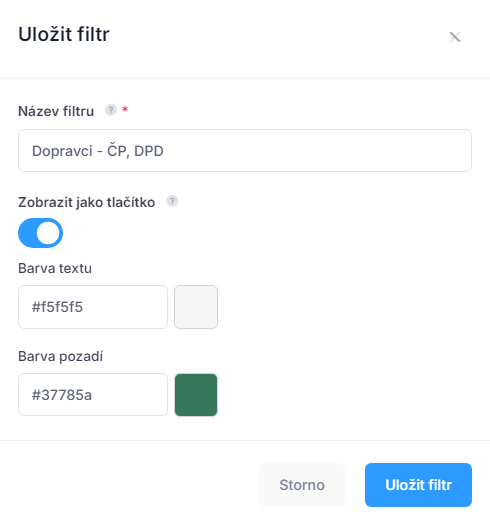 Uložit filtr
Název filtru ? *
Dopravci - ČP, DPD
Zobrazit jako tlačítko ?
Barva textu
#f5f5f5
Barva pozadí
#37785a
Storno
Uložit filtr